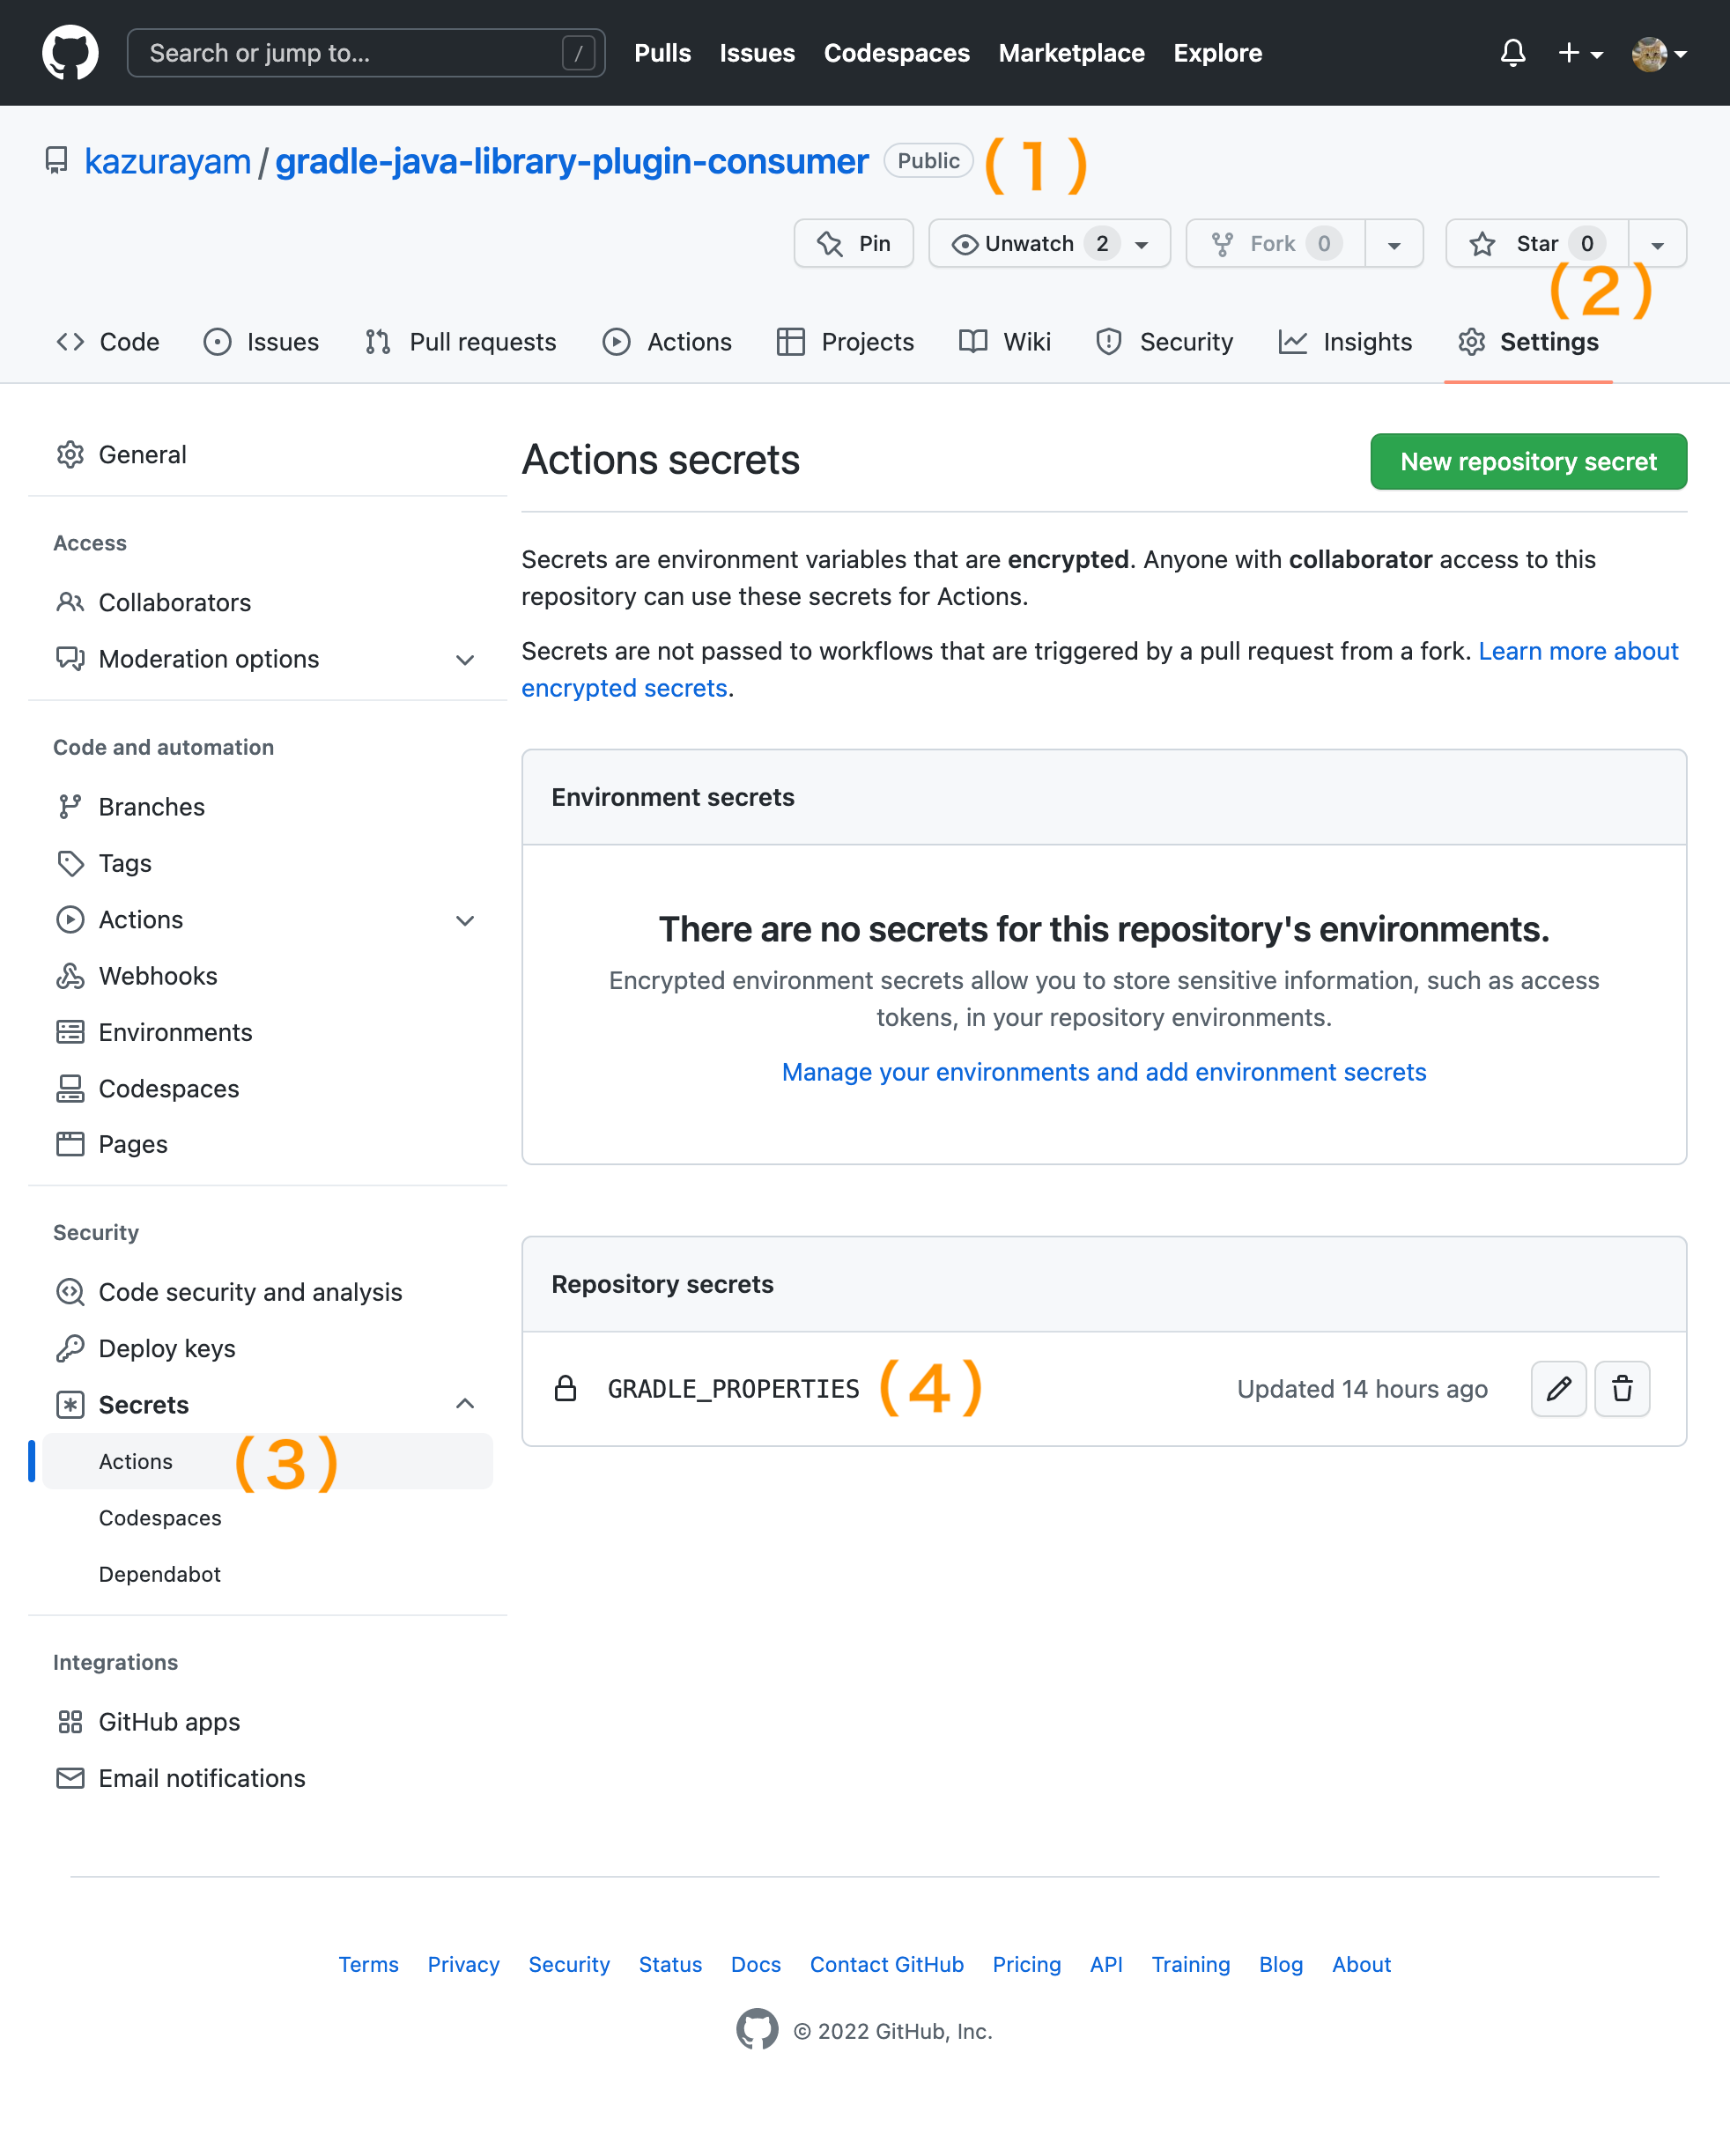 Search or jump to... /
Pulls Issues Codespaces Marketplace Explore
kazurayam / gradle-java-library-plugin-consumer Public (1)
Pin Unwatch 2 Fork 0 Star 0
(2)
Code Issues Pull requests Actions Projects Wiki Security Insights Settings
General
Access
Collaborators
Moderation options
Code and automation
Branches
Tags
Actions
Webhooks
Environments
Codespaces
Pages
Security
Code security and analysis
Deploy keys
Secrets
Actions (3)
Codespaces
Dependabot
Integrations
GitHub apps
Email notifications
Actions secrets
New repository secret
Secrets are environment variables that are encrypted. Anyone with collaborator access to this
repository can use these secrets for Actions.
Secrets are not passed to workflows that are triggered by a pull request from a fork. Learn more about
encrypted secrets.
Environment secrets
There are no secrets for this repository's environments.
Encrypted environment secrets allow you to store sensitive information, such as access
tokens, in your repository environments.
Manage your environments and add environment secrets
Repository secrets
GRADLE_PROPERTIES (4) Updated 14 hours ago
Terms Privacy Security Status Docs Contact GitHub Pricing API Training Blog About
© 2022 GitHub, Inc.